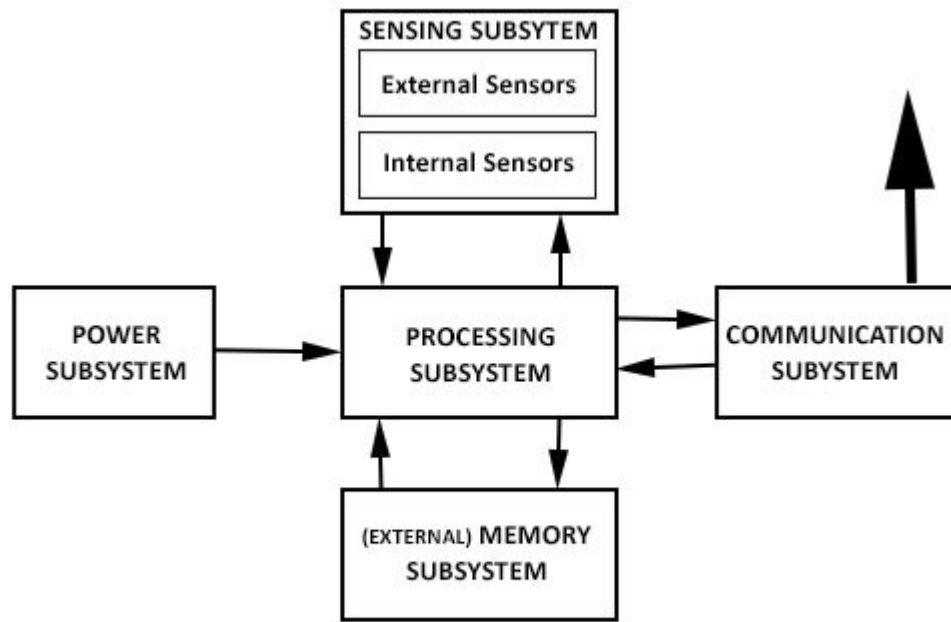 SENSING SUBSYTEM
External Sensors
Internal Sensors
POWER
SUBSYSTEM
PROCESSING
SUBSYSTEM
COMMUNICATION
SUBYSTEM
(EXTERNAL) MEMORY
SUBSYSTEM